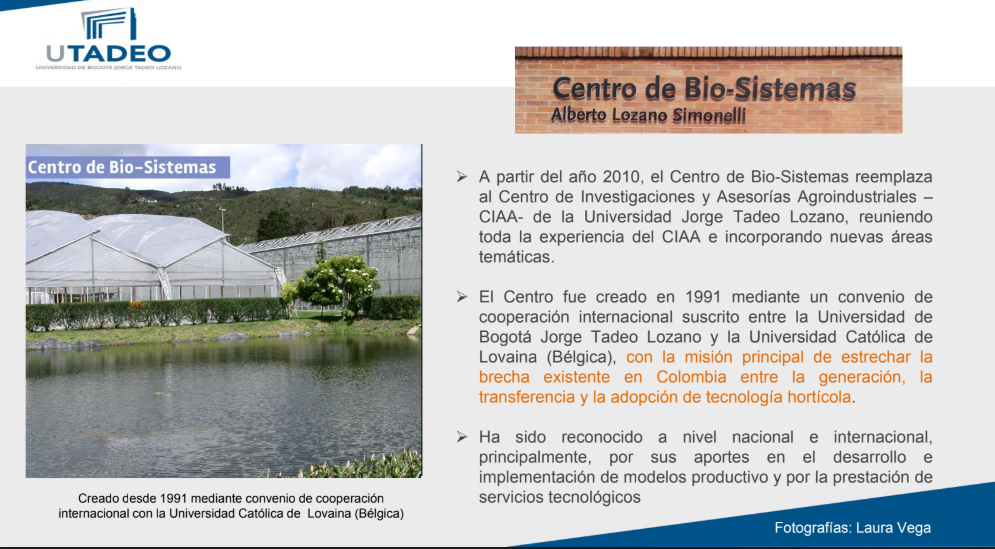 UTADEO
UNIVERSIDAD DE BOGOTÁ JORGE TADEO LOZANO
Centro de Bio-Sistemas
Alberto Lozano Simonelli
Centro de Bio-Sistemas
Creado desde 1991 mediante convenio de cooperación
internacional con la Universidad Católica de Lovaina (Bélgica)
A partir del año 2010, el Centro de Bio-Sistemas reemplaza
al Centro de Investigaciones y Asesorías Agroindustriales –
CIAA- de la Universidad Jorge Tadeo Lozano, reuniendo
toda la experiencia del CIAA e incorporando nuevas áreas
temáticas.
El Centro fue creado en 1991 mediante un convenio de
cooperación internacional suscrito entre la Universidad de
Bogotá Jorge Tadeo Lozano y la Universidad Católica de
Lovaina (Bélgica), con la misión principal de estrechar la
brecha existente en Colombia entre la generación, la
transferencia y la adopción de tecnología hortícola.
Ha sido reconocido a nivel nacional e internacional,
principalmente, por sus aportes en el desarrollo e
implementación de modelos productivo y por la prestación de
servicios tecnológicos
Fotografías: Laura Vega